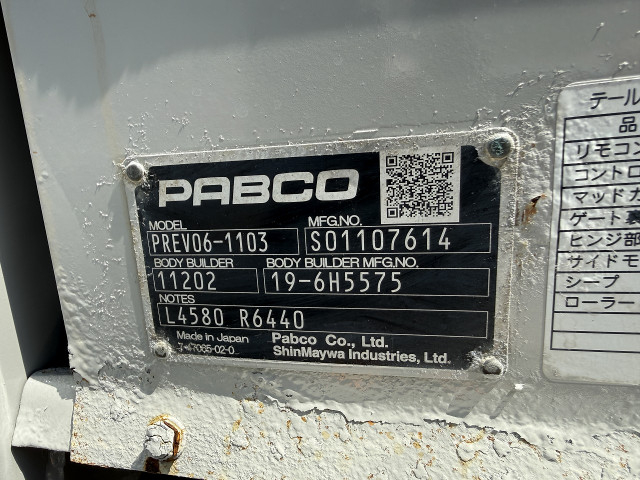 PABCO
MODEL MFG.NO.
PREV06-1103 S01107614
BODY BUILDER BODY BUILDER MFG.NO.
11202 19-6H5575
NOTES
L4580 R6440
Made in Japan Pabco Co., Ltd.
ShinMaywa Industries, Ltd.
テール
品
リモコン
コントロ
マッドガ
ゲート
ヒンジ部
サイドモ
シープ
ローラー